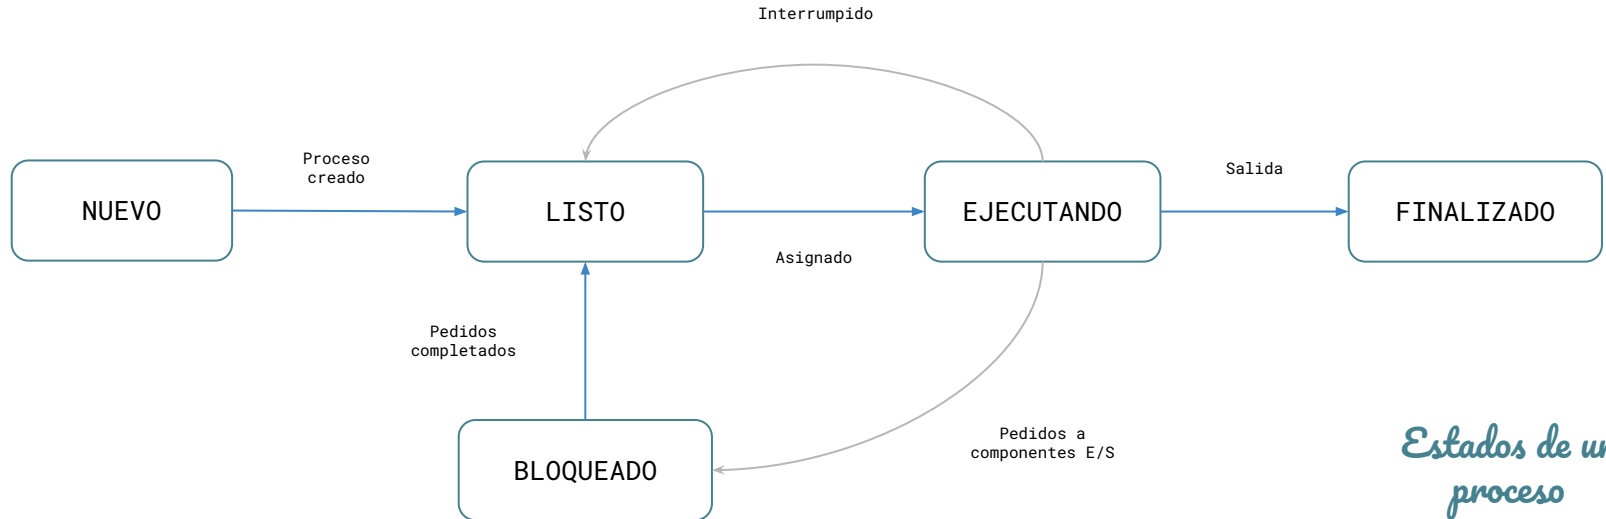 Interrumpido
Proceso
creado
Salida
NUEVO
LISTO
EJECUTANDO
FINALIZADO
Asignado
Pedidos
completados
Pedidos a
componentes E/S
BLOQUEADO
Estados de
proceso